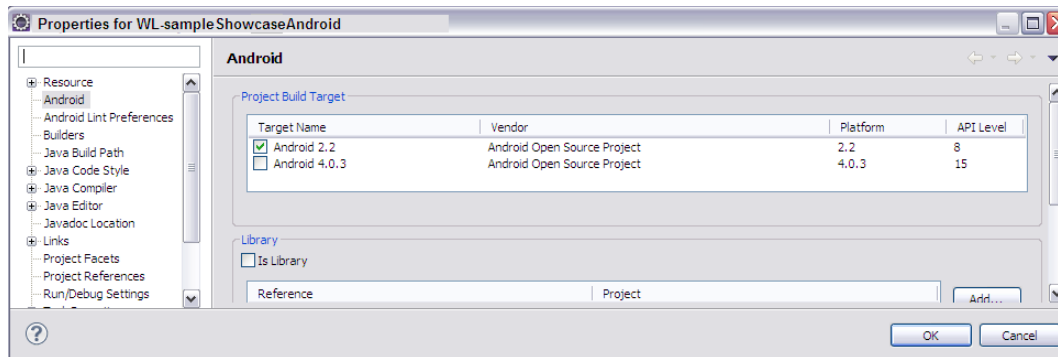 Properties for WL-sampleShowcaseAndroid
Android
Resource
Android
Android Lint Preferences
Builders
Java Build Path
Java Code Style
Java Compiler
Java Editor
Javadoc Location
Links
Project Facets
Project References
Run/Debug Settings
Project Build Target
Target Name Vendor Platform API Level
Android 2.2 Android Open Source Project 2.2 8
Android 4.0.3 Android Open Source Project 4.0.3 15
Library
Is Library
Reference Project
Add...
OK Cancel